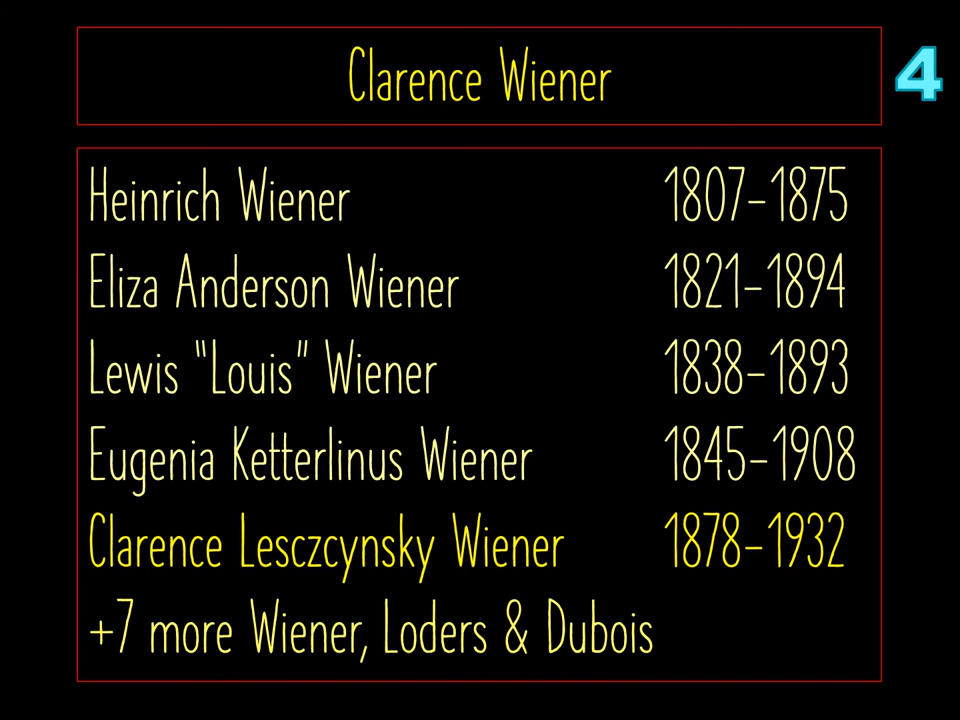 Clarence Wiener
4
Heinrich Wiener 1807-1875
Eliza Anderson Wiener 1821-1894
Lewis "Louis" Wiener 1838-1893
Eugenia Ketterlinus Wiener 1845-1908
Clarence Lesczcynsky Wiener 1878-1932
+7 more Wiener, Loders & Dubois